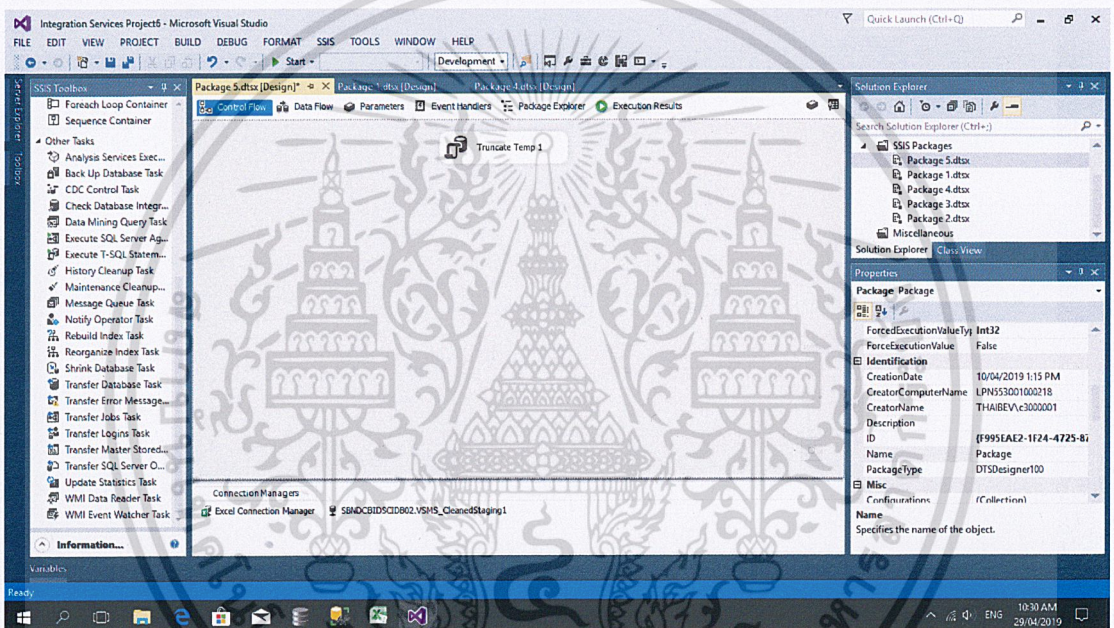 Integration Services Project6 - Microsoft Visual Studio
Quick Launch (Ctrl+Q)
FILE EDIT VIEW PROJECT BUILD DEBUG FORMAT SSIS TOOLS WINDOW HELP
Start
Development
Server Explorer
Toolbox
SSIS Toolbox
Foreach Loop Container
Sequence Container
Other Tasks
Analysis Services Exec...
Back Up Database Task
CDC Control Task
Check Database Integr...
Data Mining Query Task
Execute SQL Server Ag...
Execute T-SQL Statem...
History Cleanup Task
Maintenance Cleanup...
Message Queue Task
Notify Operator Task
Rebuild Index Task
Reorganize Index Task
Shrink Database Task
Transfer Database Task
Transfer Error Message...
Transfer Jobs Task
Transfer Logins Task
Transfer Master Stored...
Transfer SQL Server O...
Update Statistics Task
WMI Data Reader Task
WMI Event Watcher Task
Information...
Package 5.dtsx [Design]* Package 1.dtsx [Design] Package 4.dtsx [Design]
Control Flow Data Flow Parameters Event Handlers Package Explorer Execution Results
Truncate Temp 1
Connection Managers
Excel Connection Manager SBNDCBIDSCIDB02.VSMS_CleanedStaging1
Solution Explorer
Search Solution Explorer (Ctrl+;)
SSIS Packages
Package 5.dtsx
Package 1.dtsx
Package 4.dtsx
Package 3.dtsx
Package 2.dtsx
Miscellaneous
Solution Explorer Class View
Properties
Package Package
ForcedExecutionValueTyp Int32
ForceExecutionValue False
Identification
CreationDate 10/04/2019 1:15 PM
CreatorComputerName LPN553001000218
CreatorName THAIBEV\c3000001
Description
ID {F995EAE2-1F24-4725-87
Name Package
PackageType DTSDesigner100
Misc
Configurations (Collection)
Name
Specifies the name of the object.
Variables
Ready
ENG
10:30 AM
29/04/2019